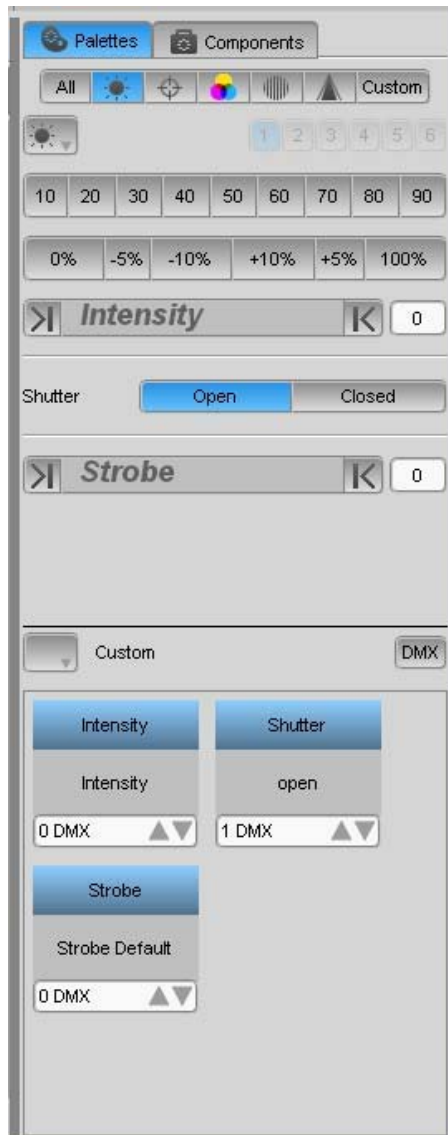 Palettes Components
All Custom
1 2 3 4 5 6
10 20 30 40 50 60 70 80 90
0% -5% -10% +10% +5% 100%
Intensity 0
Shutter Open Closed
Strobe 0
Custom DMX
Intensity Shutter
Intensity open
0 DMX 1 DMX
Strobe
Strobe Default
0 DMX